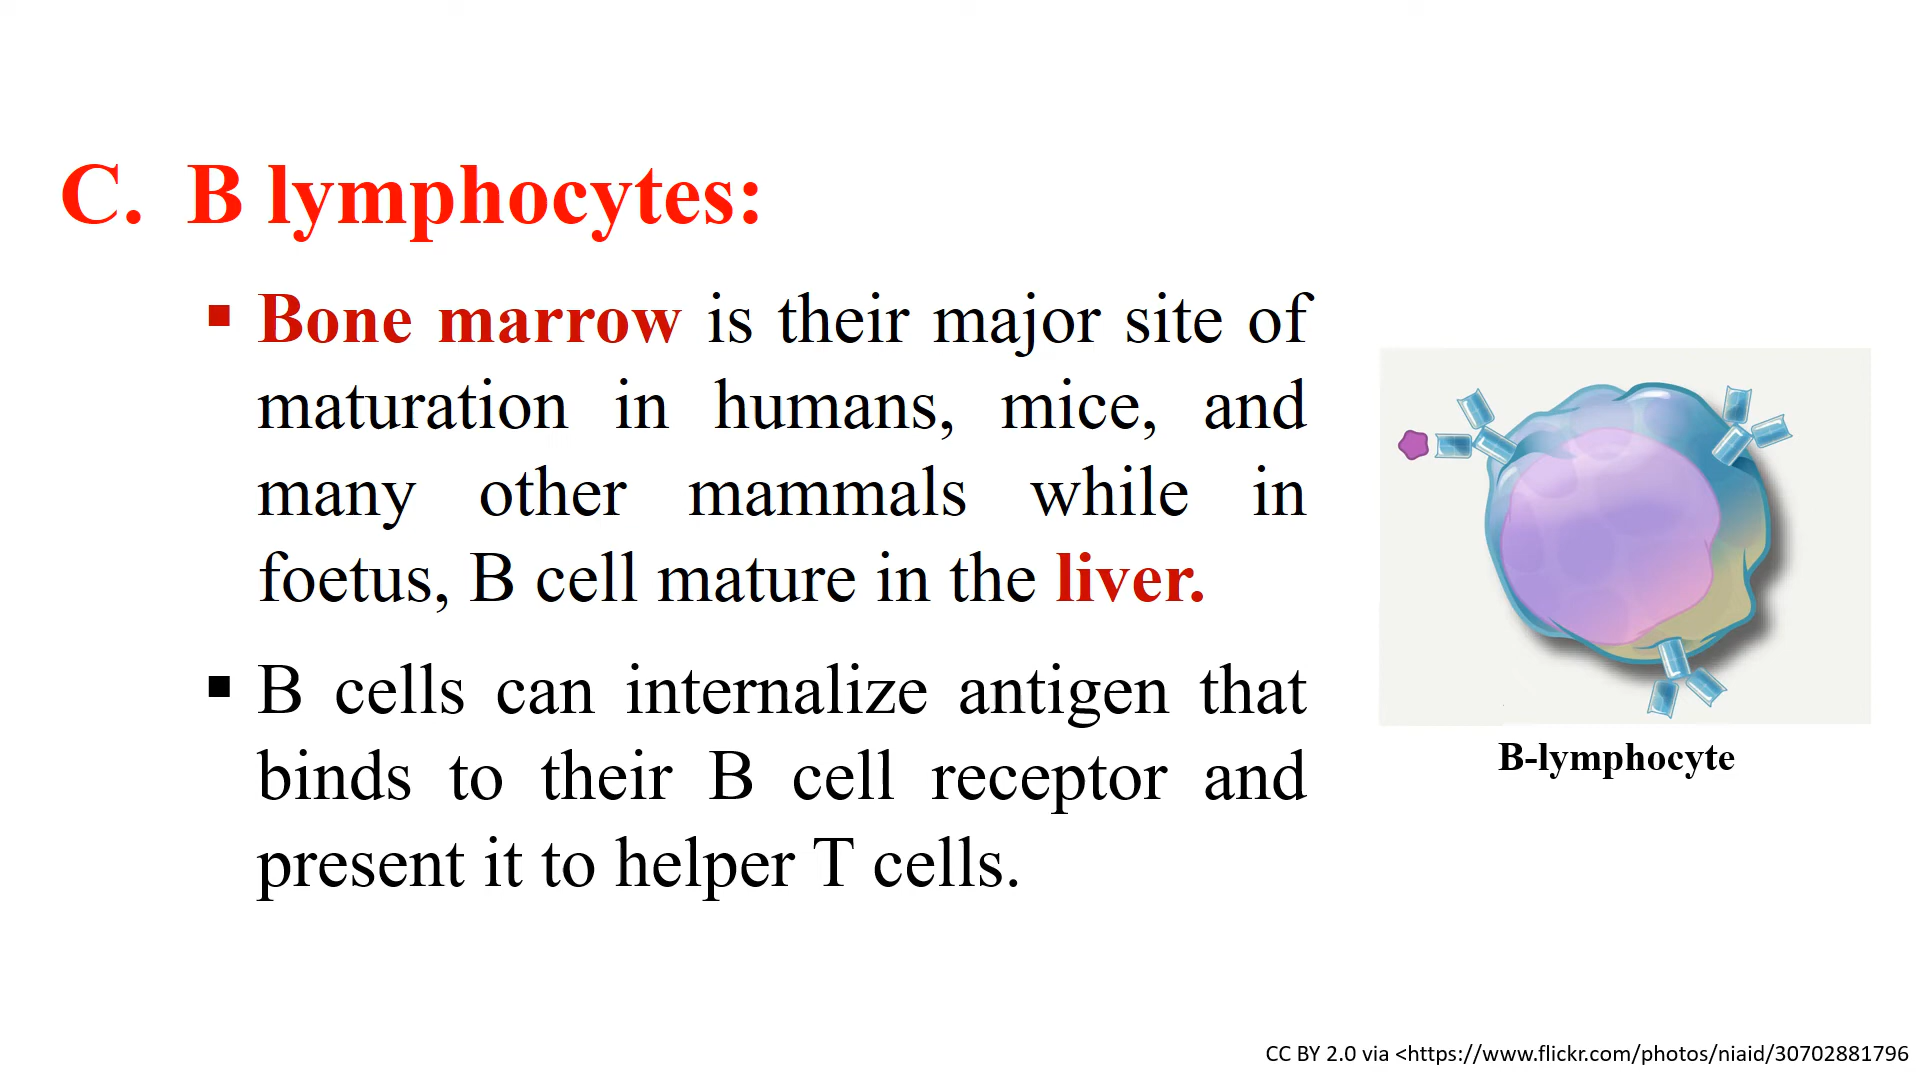 C. B lymphocytes:
▪ Bone marrow is their major site of
maturation in humans, mice, and
many other mammals while in
foetus, B cell mature in the liver.
▪ B cells can internalize antigen that
binds to their B cell receptor and
present it to helper T cells.
B-lymphocyte
CC BY 2.0 via <https://www.flickr.com/photos/niaid/30702881796